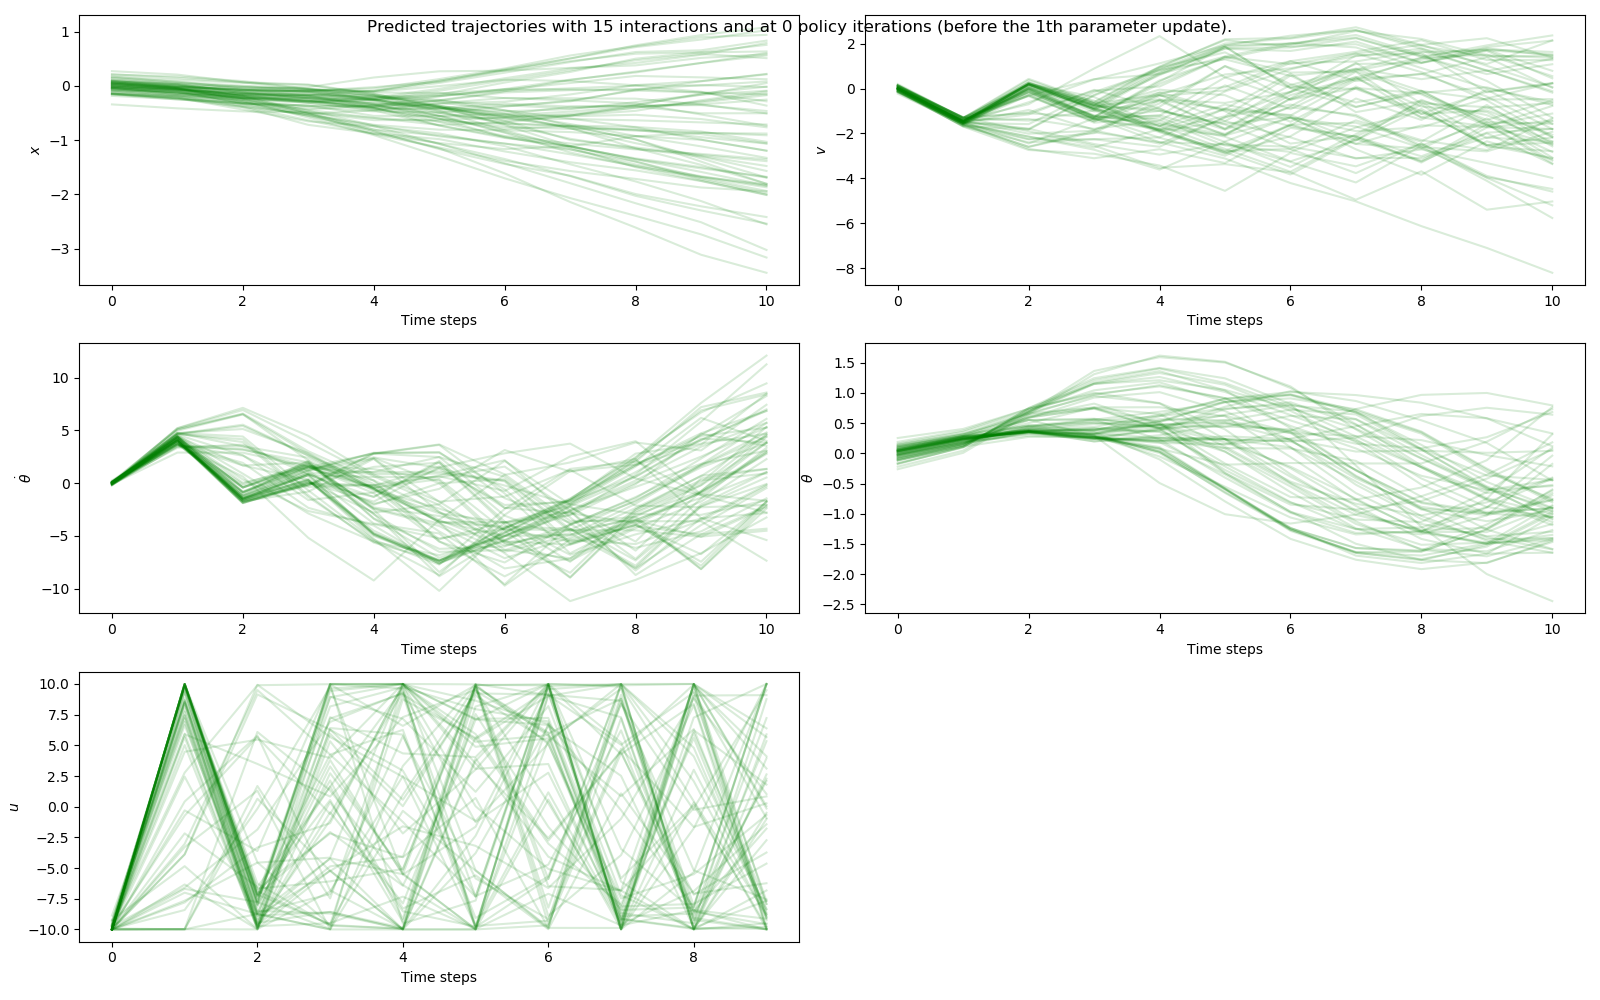 Predicted trajectories with 15 interactions and at 0 policy iterations (before the 1th parameter update).
1
0
−1
−2
−3
x
0 2 4 6 8 10
Time steps
2
0
−2
−4
−6
−8
v
0 2 4 6 8 10
Time steps
10
5
0
−5
−10
θ̇
0 2 4 6 8 10
Time steps
1.5
1.0
0.5
0.0
−0.5
−1.0
−1.5
−2.0
−2.5
θ
0 2 4 6 8 10
Time steps
10.0
7.5
5.0
2.5
0.0
−2.5
−5.0
−7.5
−10.0
u
0 2 4 6 8
Time steps